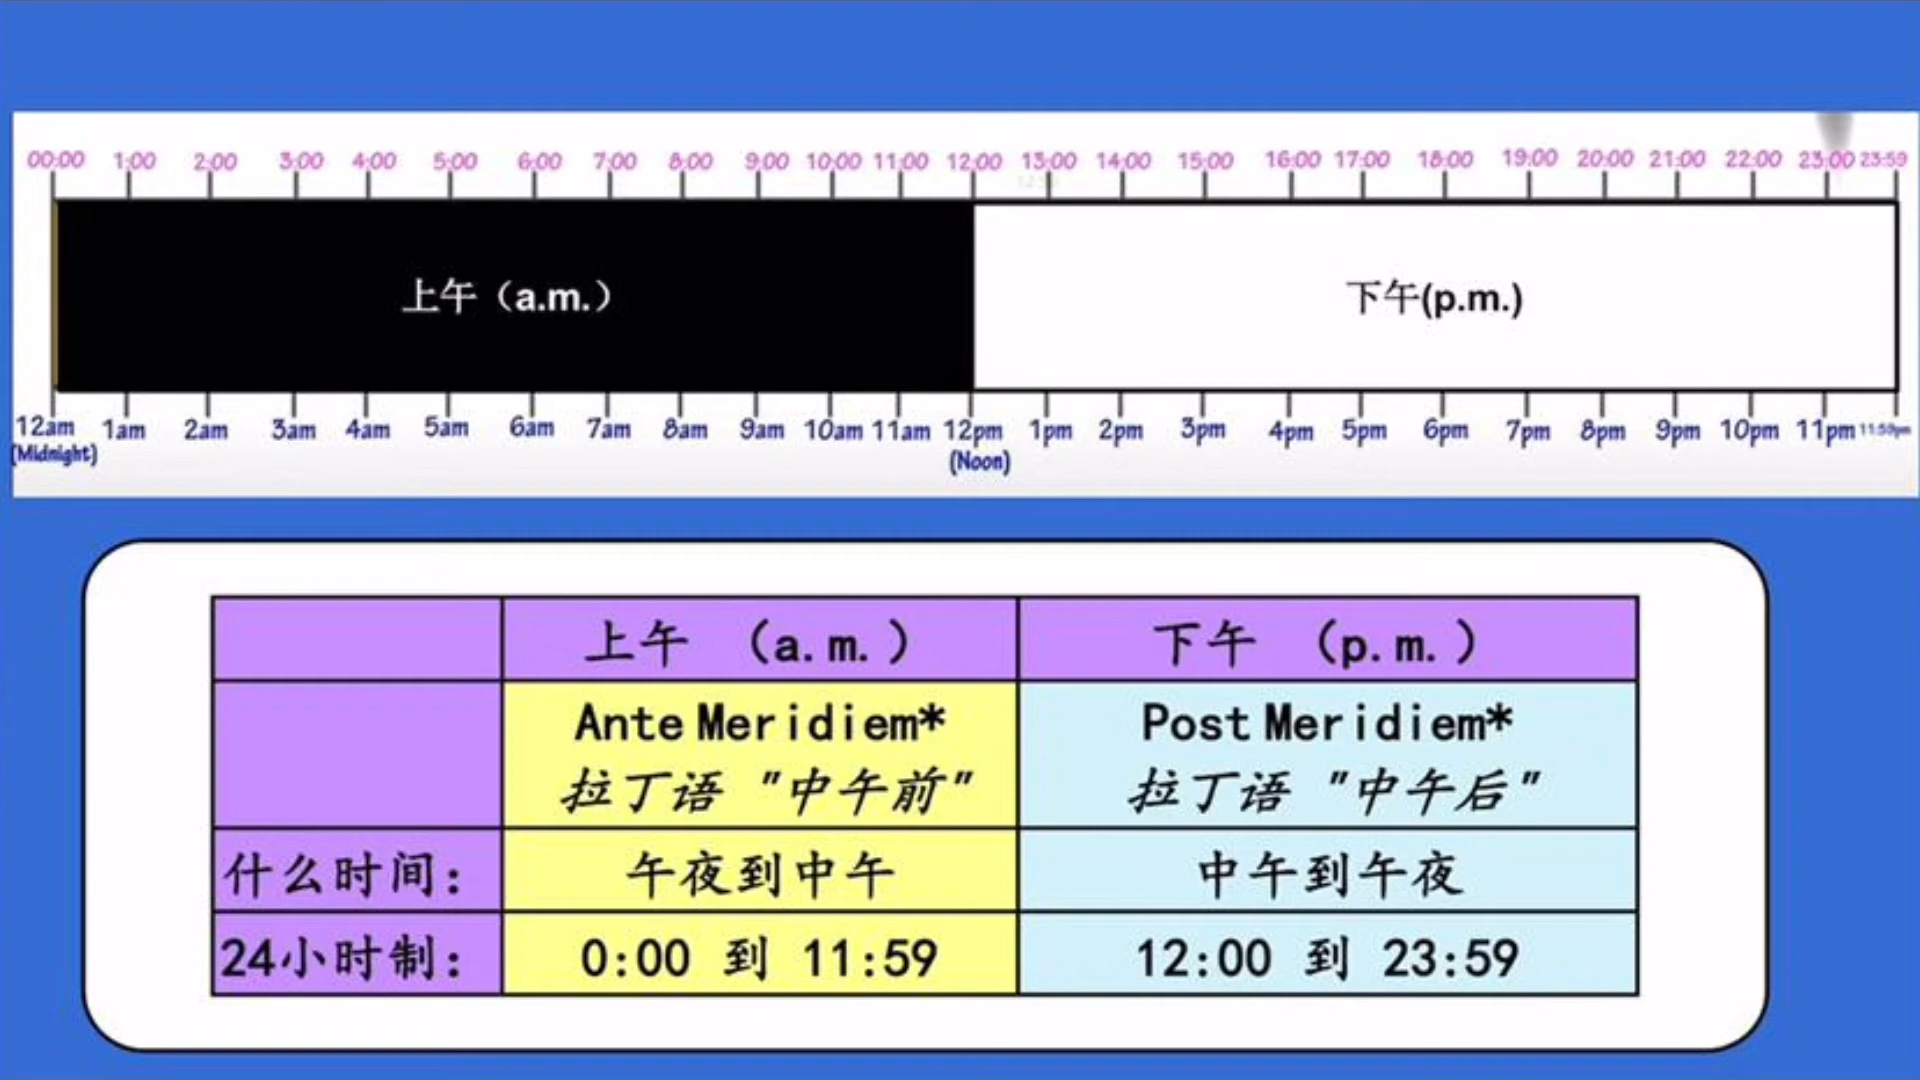 00:00 1:00 2:00 3:00 4:00 5:00 6:00 7:00 8:00 9:00 10:00 11:00 12:00 13:00 14:00 15:00 16:00 17:00 18:00 19:00 20:00 21:00 22:00 23:00 23:59
上午（a.m.） 下午(p.m.)
12am 1am 2am 3am 4am 5am 6am 7am 8am 9am 10am 11am 12pm 1pm 2pm 3pm 4pm 5pm 6pm 7pm 8pm 9pm 10pm 11pm 11:59pm
(Midnight) (Noon)
上午 （a.m.） 下午 （p.m.）
Ante Meridiem* Post Meridiem*
拉丁语 "中午前" 拉丁语 "中午后"
什么时间： 午夜到中午 中午到午夜
24小时制： 0:00 到 11:59 12:00 到 23:59